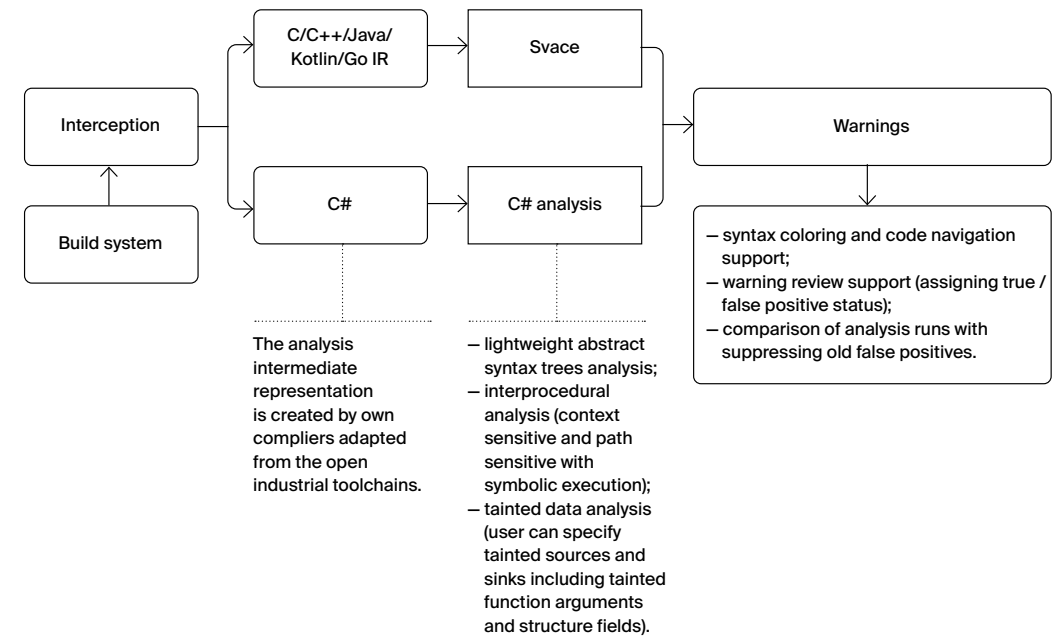 C/C++/Java/
Kotlin/Go IR
Svace
Interception
Warnings
C#
C# analysis
Build system
— syntax coloring and code navigation
support;
— warning review support (assigning true /
false positive status);
— comparison of analysis runs with
suppressing old false positives.
The analysis
intermediate
representation
is created by own
compliers adapted
from the open
industrial toolchains.
— lightweight abstract
syntax trees analysis;
— interprocedural
analysis (context
sensitive and path
sensitive with
symbolic execution);
— tainted data analysis
(user can specify
tainted sources and
sinks including tainted
function arguments
and structure fields).